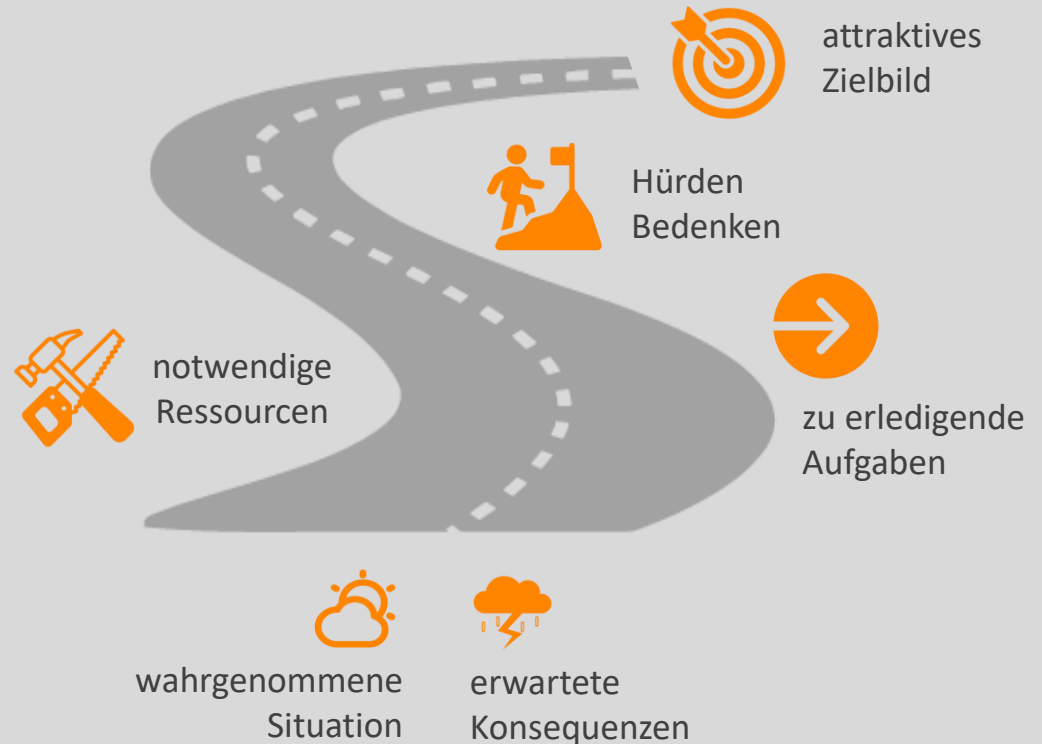 attraktives
Zielbild
Hürden
Bedenken
notwendige
Ressourcen
zu erledigende
Aufgaben
wahrgenommene
Situation
erwartete
Konsequenzen